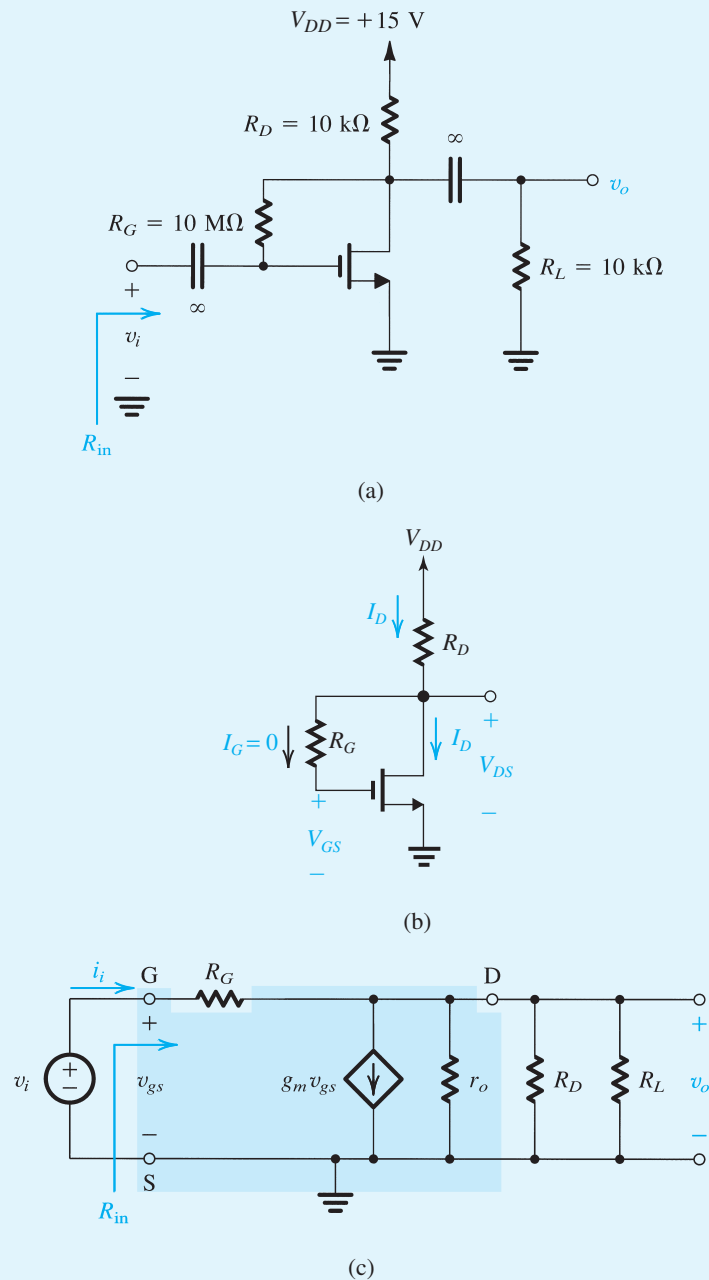 V_DD = +15 V
R_D = 10 kΩ
∞
v_o
R_G = 10 MΩ
R_L = 10 kΩ
+
∞
v_i
−
R_in
(a)
V_DD
I_D
R_D
I_G = 0
R_G
I_D
+
V_DS
−
+
V_GS
−
(b)
i_i
G
R_G
D
+
+
v_i
+
−
v_gs
g_m v_gs
r_o
R_D
R_L
v_o
−
−
S
R_in
(c)